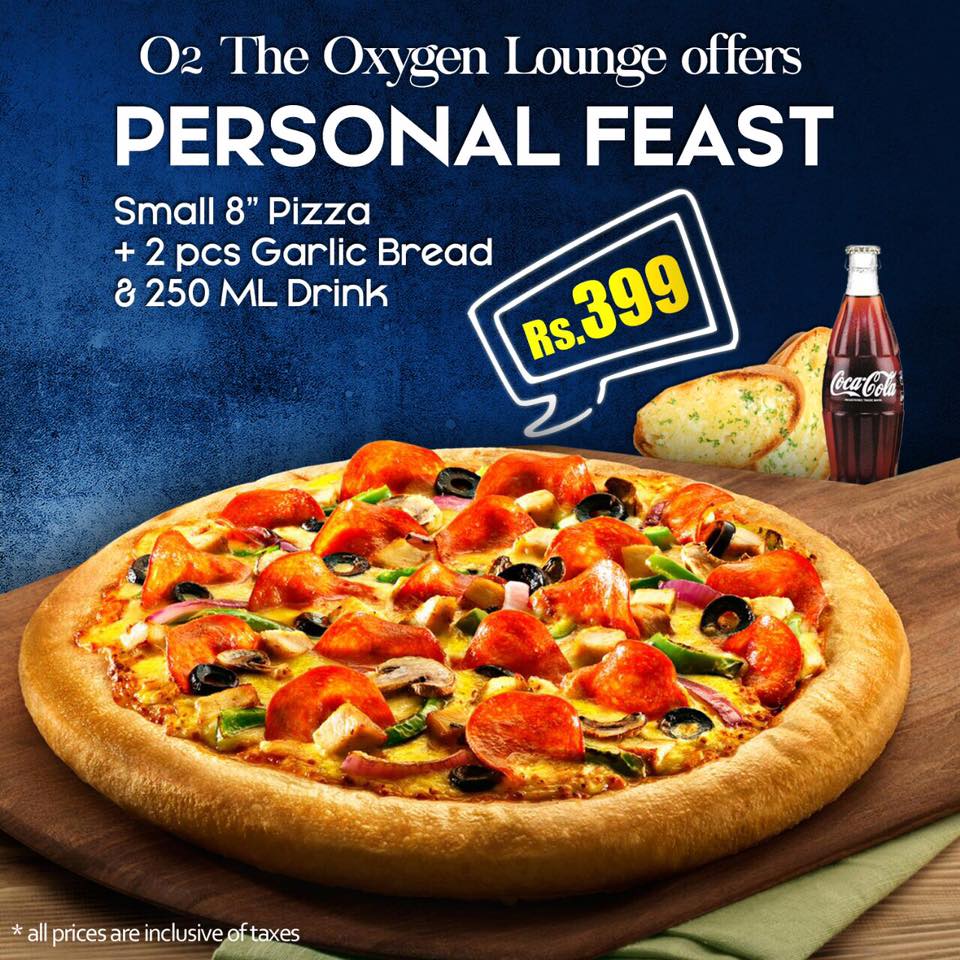 O2 The Oxygen Lounge offers
PERSONAL FEAST
Small 8” Pizza
+ 2 pcs Garlic Bread
& 250 ML Drink
Rs.399
Coca-Cola
* all prices are inclusive of taxes